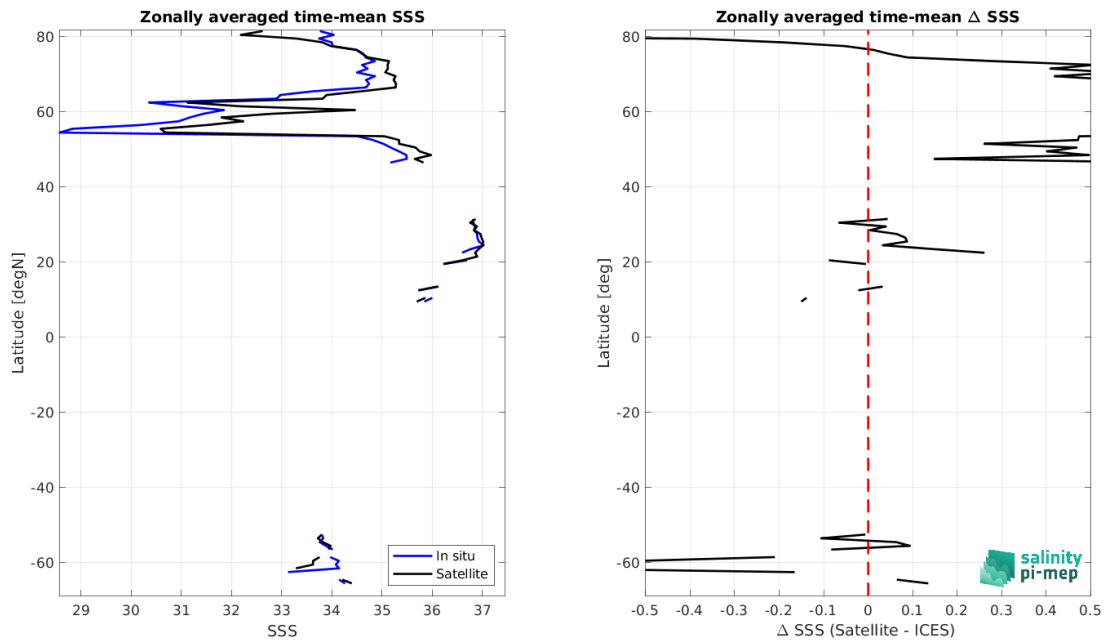 Zonally averaged time-mean SSS
80
60
40
20
0
-20
-40
-60
Latitude [degN]
29 30 31 32 33 34 35 36 37
SSS
In situ
Satellite
Zonally averaged time-mean Δ SSS
80
60
40
20
0
-20
-40
-60
Latitude [deg]
-0.5 -0.4 -0.3 -0.2 -0.1 0 0.1 0.2 0.3 0.4 0.5
Δ SSS (Satellite - ICES)
salinity
pi-mep